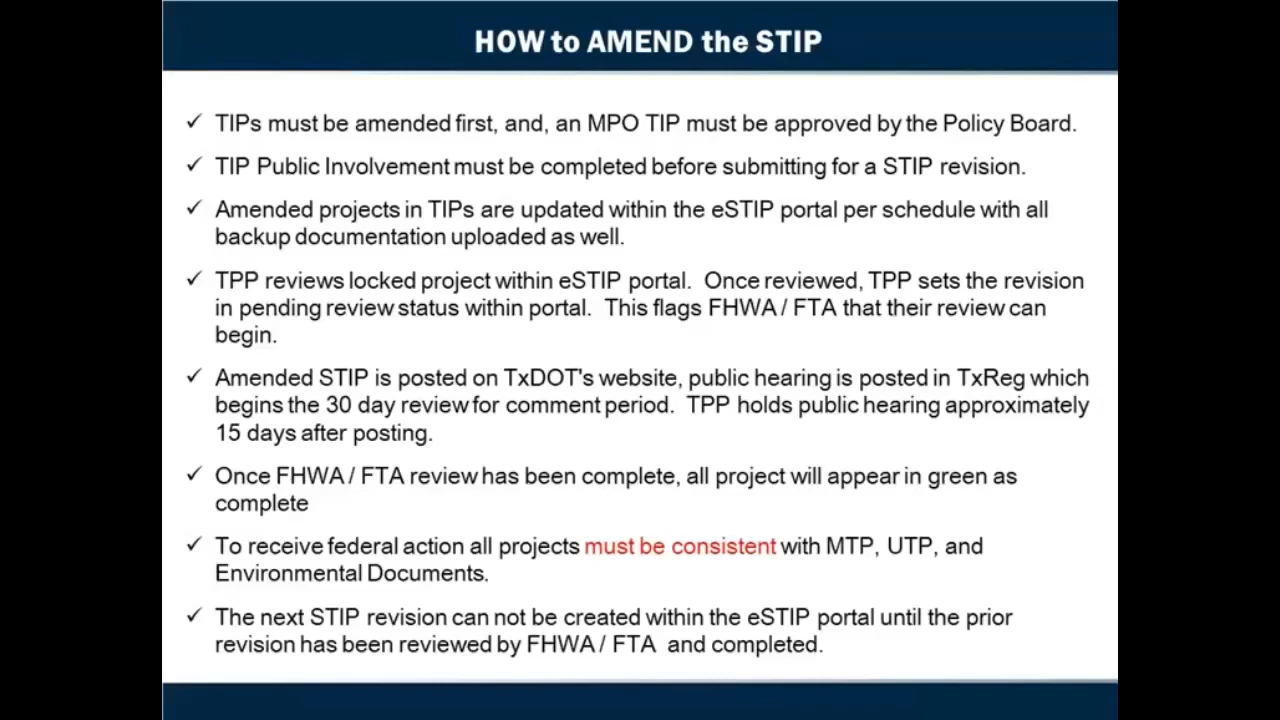 HOW to AMEND the STIP
✓ TIPs must be amended first, and, an MPO TIP must be approved by the Policy Board.
✓ TIP Public Involvement must be completed before submitting for a STIP revision.
✓ Amended projects in TIPs are updated within the eSTIP portal per schedule with all
backup documentation uploaded as well.
✓ TPP reviews locked project within eSTIP portal. Once reviewed, TPP sets the revision
in pending review status within portal. This flags FHWA / FTA that their review can
begin.
✓ Amended STIP is posted on TxDOT's website, public hearing is posted in TxReg which
begins the 30 day review for comment period. TPP holds public hearing approximately
15 days after posting.
✓ Once FHWA / FTA review has been complete, all project will appear in green as
complete
✓ To receive federal action all projects must be consistent with MTP, UTP, and
Environmental Documents.
✓ The next STIP revision can not be created within the eSTIP portal until the prior
revision has been reviewed by FHWA / FTA and completed.